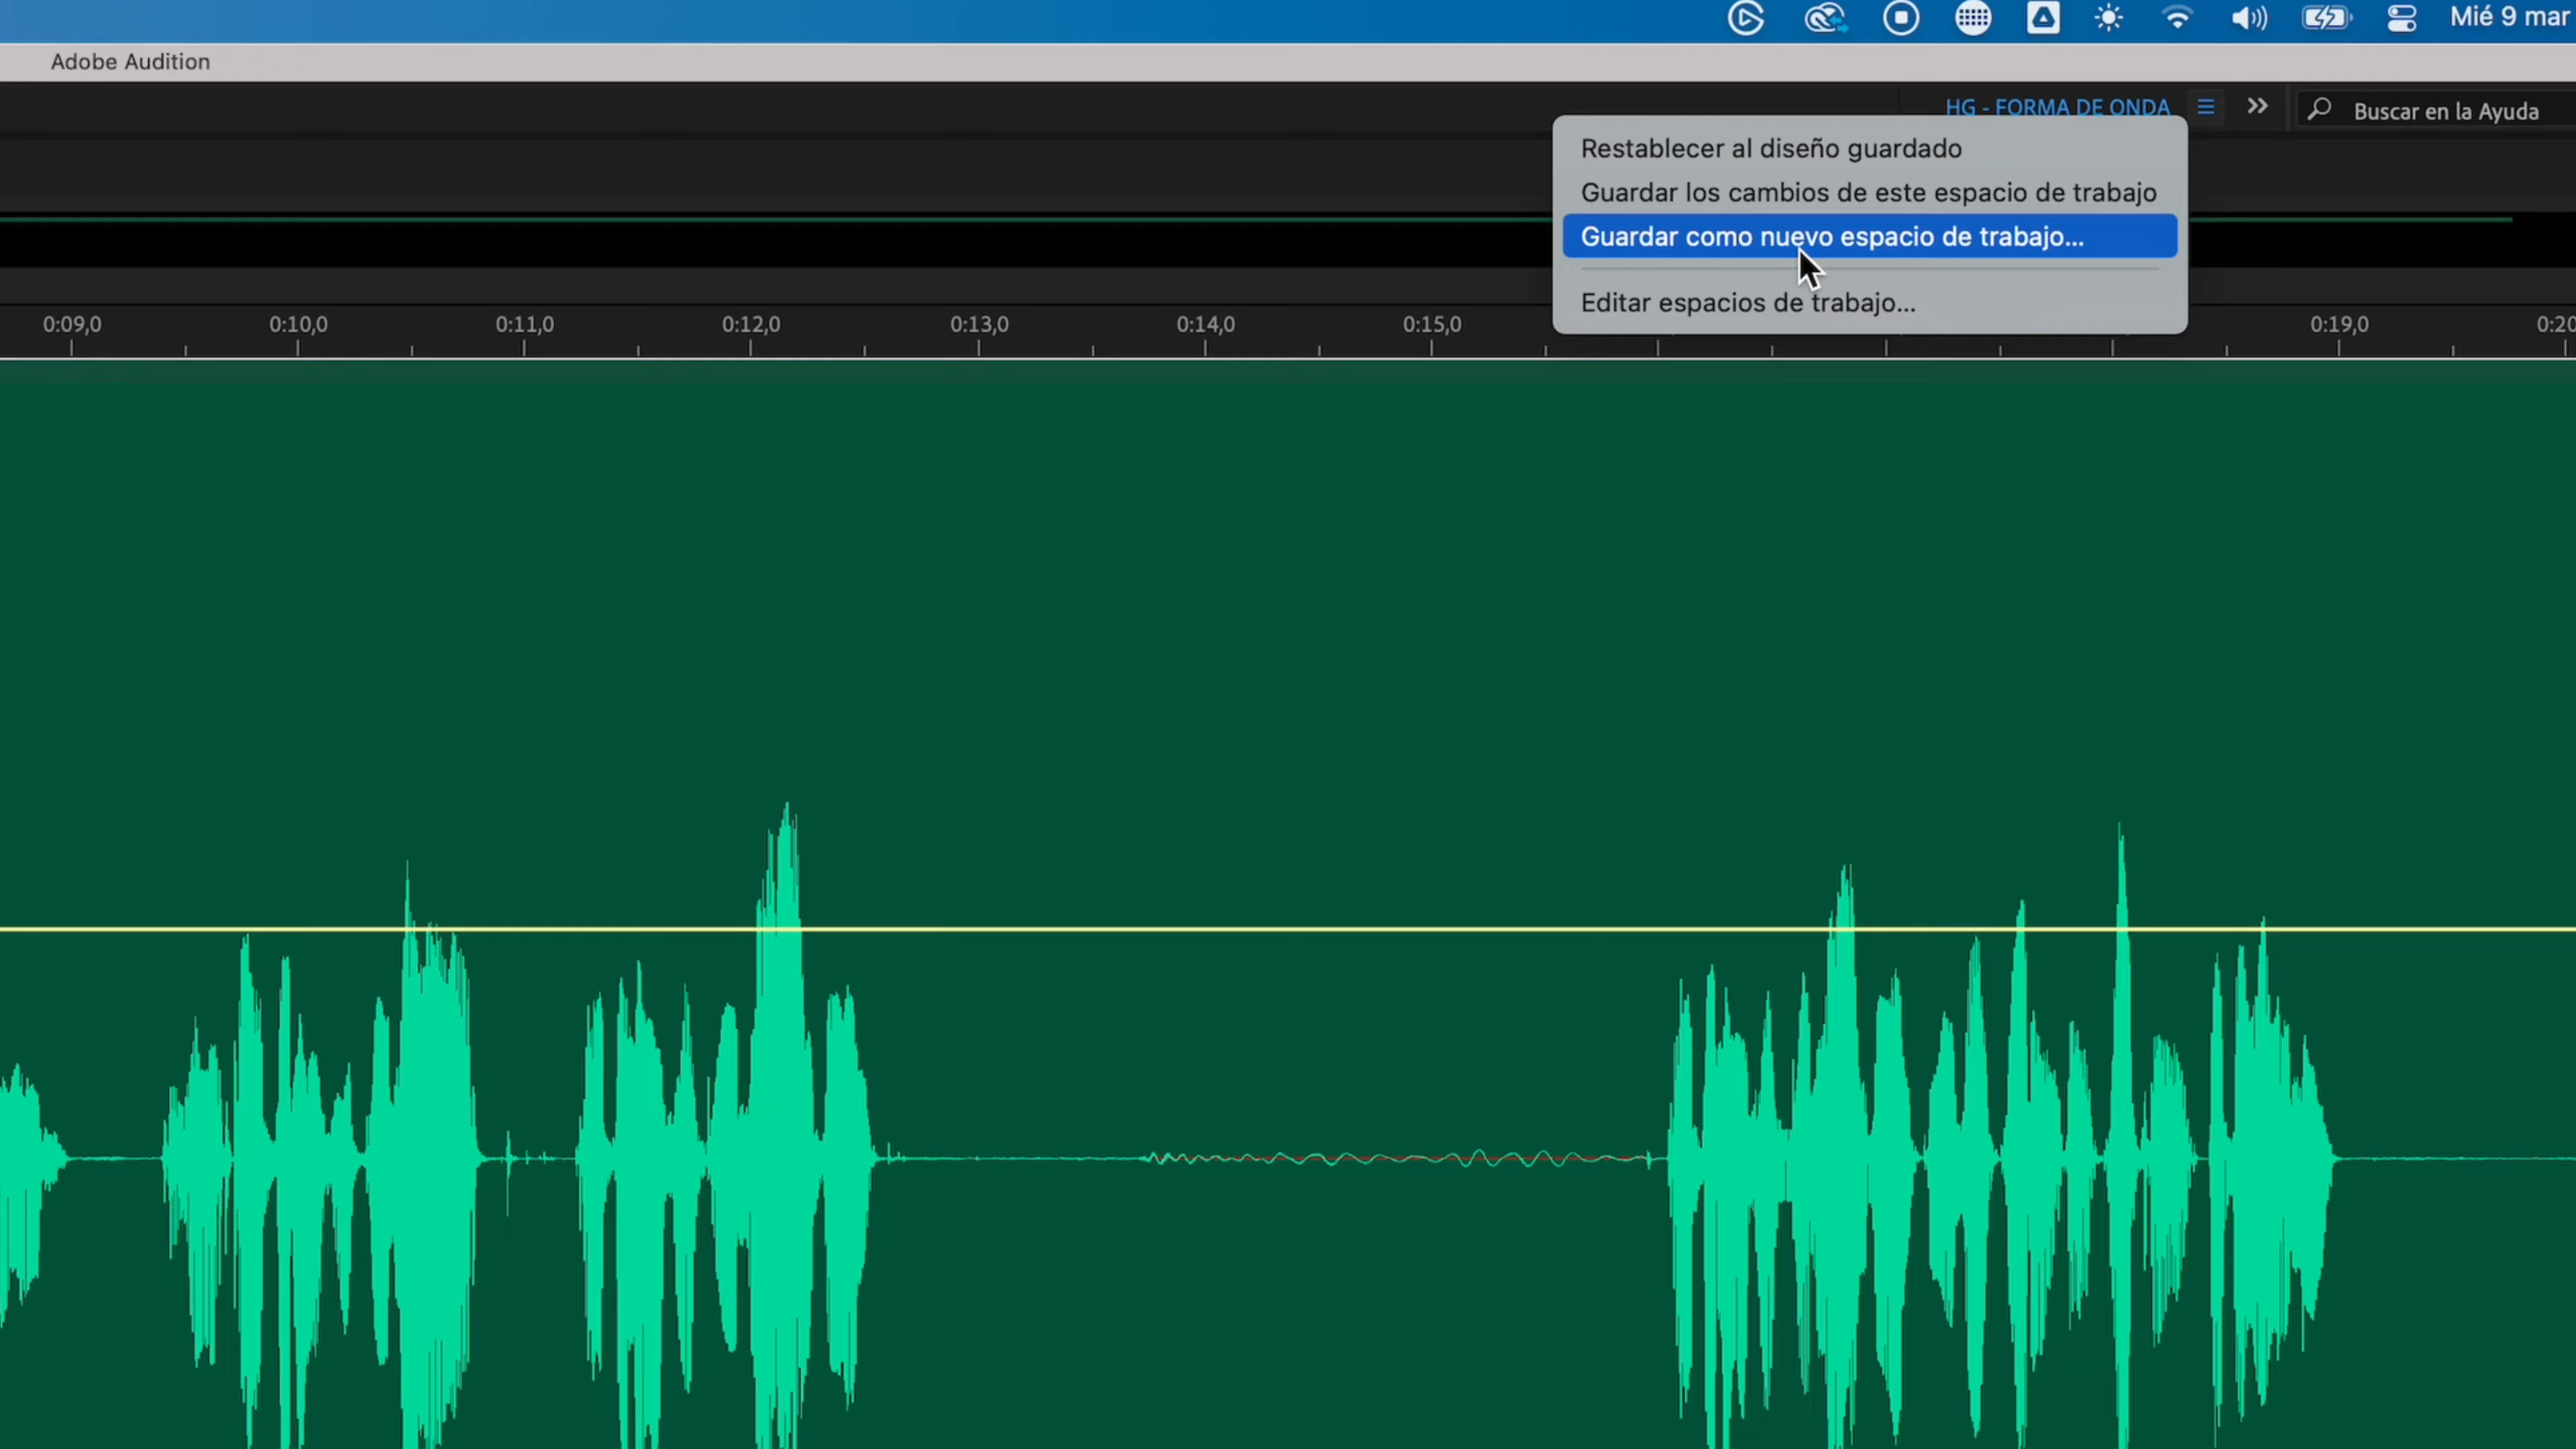 Mié 9 mar
Adobe Audition
HG - FORMA DE ONDA
Buscar en la Ayuda
Restablecer al diseño guardado
Guardar los cambios de este espacio de trabajo
Guardar como nuevo espacio de trabajo...
Editar espacios de trabajo...
0:09,0 0:10,0 0:11,0 0:12,0 0:13,0 0:14,0 0:15,0 0:19,0 0:20